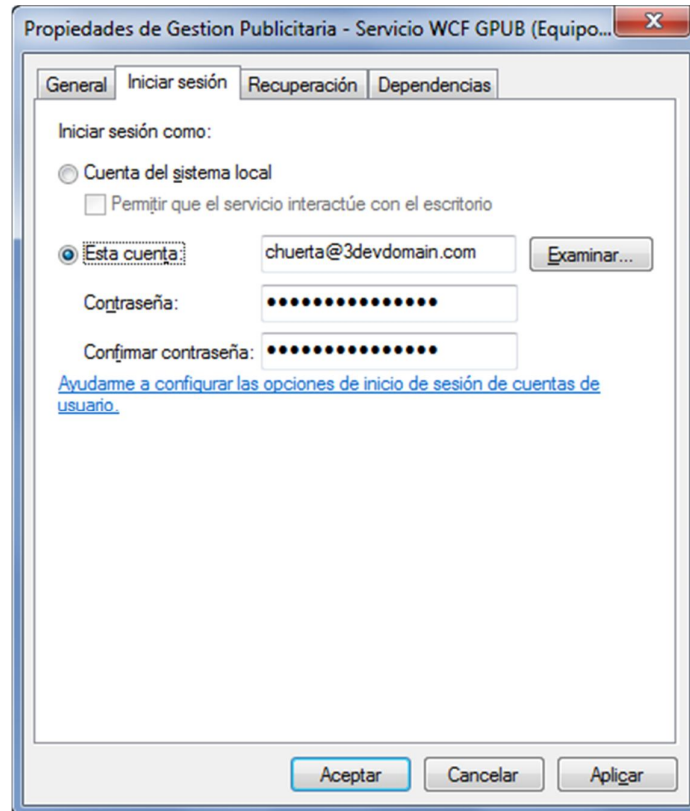 Propiedades de Gestion Publicitaria - Servicio WCF GPUB (Equipo...
General Iniciar sesión Recuperación Dependencias
Iniciar sesión como:
Cuenta del sistema local
Permitir que el servicio interactúe con el escritorio
Esta cuenta: chuerta@3devdomain.com Examinar...
Contraseña: •••••••••••••••
Confirmar contraseña: •••••••••••••••
Ayudarme a configurar las opciones de inicio de sesión de cuentas de
usuario.
Aceptar Cancelar Aplicar